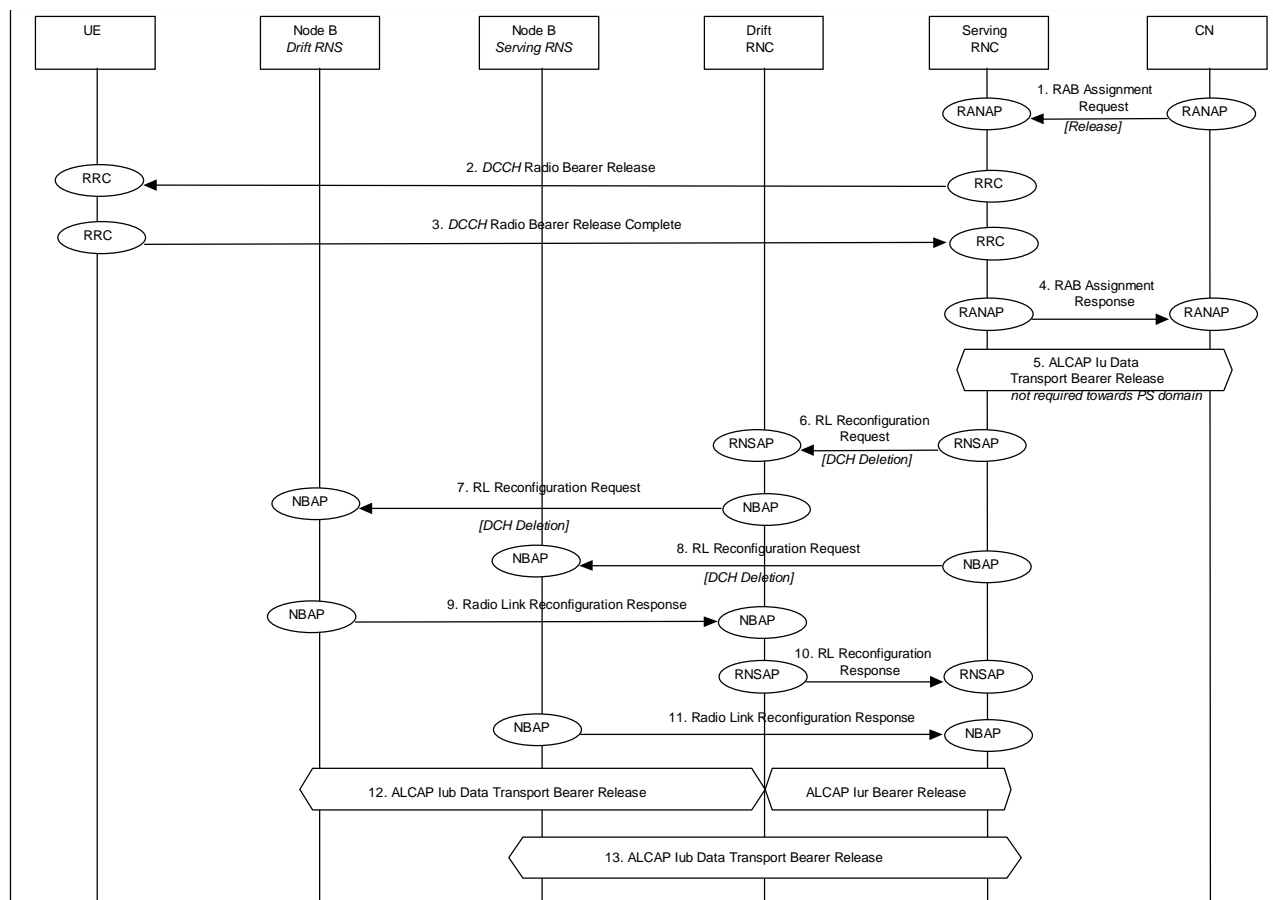 UE
Node B
Drift RNS
Node B
Serving RNS
Drift
RNC
Serving
RNC
CN
1. RAB Assignment
Request
[Release]
RANAP
RANAP
2. DCCH Radio Bearer Release
RRC
RRC
3. DCCH Radio Bearer Release Complete
RRC
RRC
4. RAB Assignment
Response
RANAP
RANAP
5. ALCAP Iu Data
Transport Bearer Release
not required towards PS domain
6. RL Reconfiguration
Request
[DCH Deletion]
RNSAP
RNSAP
7. RL Reconfiguration Request
[DCH Deletion]
NBAP
NBAP
8. RL Reconfiguration Request
[DCH Deletion]
NBAP
NBAP
9. Radio Link Reconfiguration Response
NBAP
NBAP
10. RL Reconfiguration
Response
RNSAP
RNSAP
11. Radio Link Reconfiguration Response
NBAP
NBAP
12. ALCAP Iub Data Transport Bearer Release
ALCAP Iur Bearer Release
13. ALCAP Iub Data Transport Bearer Release